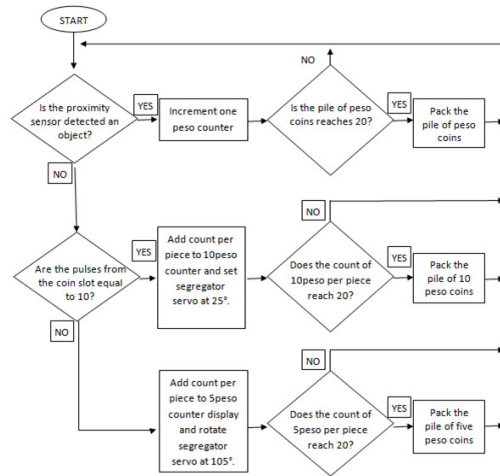 START
NO
Is the proximity
sensor detected an
object?
YES
Increment one
peso counter
Is the pile of peso
coins reaches 20?
YES
Pack the
pile of peso
coins
NO
NO
Are the pulses from
the coin slot equal
to 10?
YES
Add count per
piece to 10peso
counter and set
segregator
servo at 25°.
Does the count of
10peso per piece
reach 20?
YES
Pack the
pile of 10
peso coins
NO
NO
Add count per
piece to 5peso
counter display
and rotate
segregator
servo at 105°.
Does the count of
5peso per piece
reach 20?
YES
Pack the
pile of five
peso coins